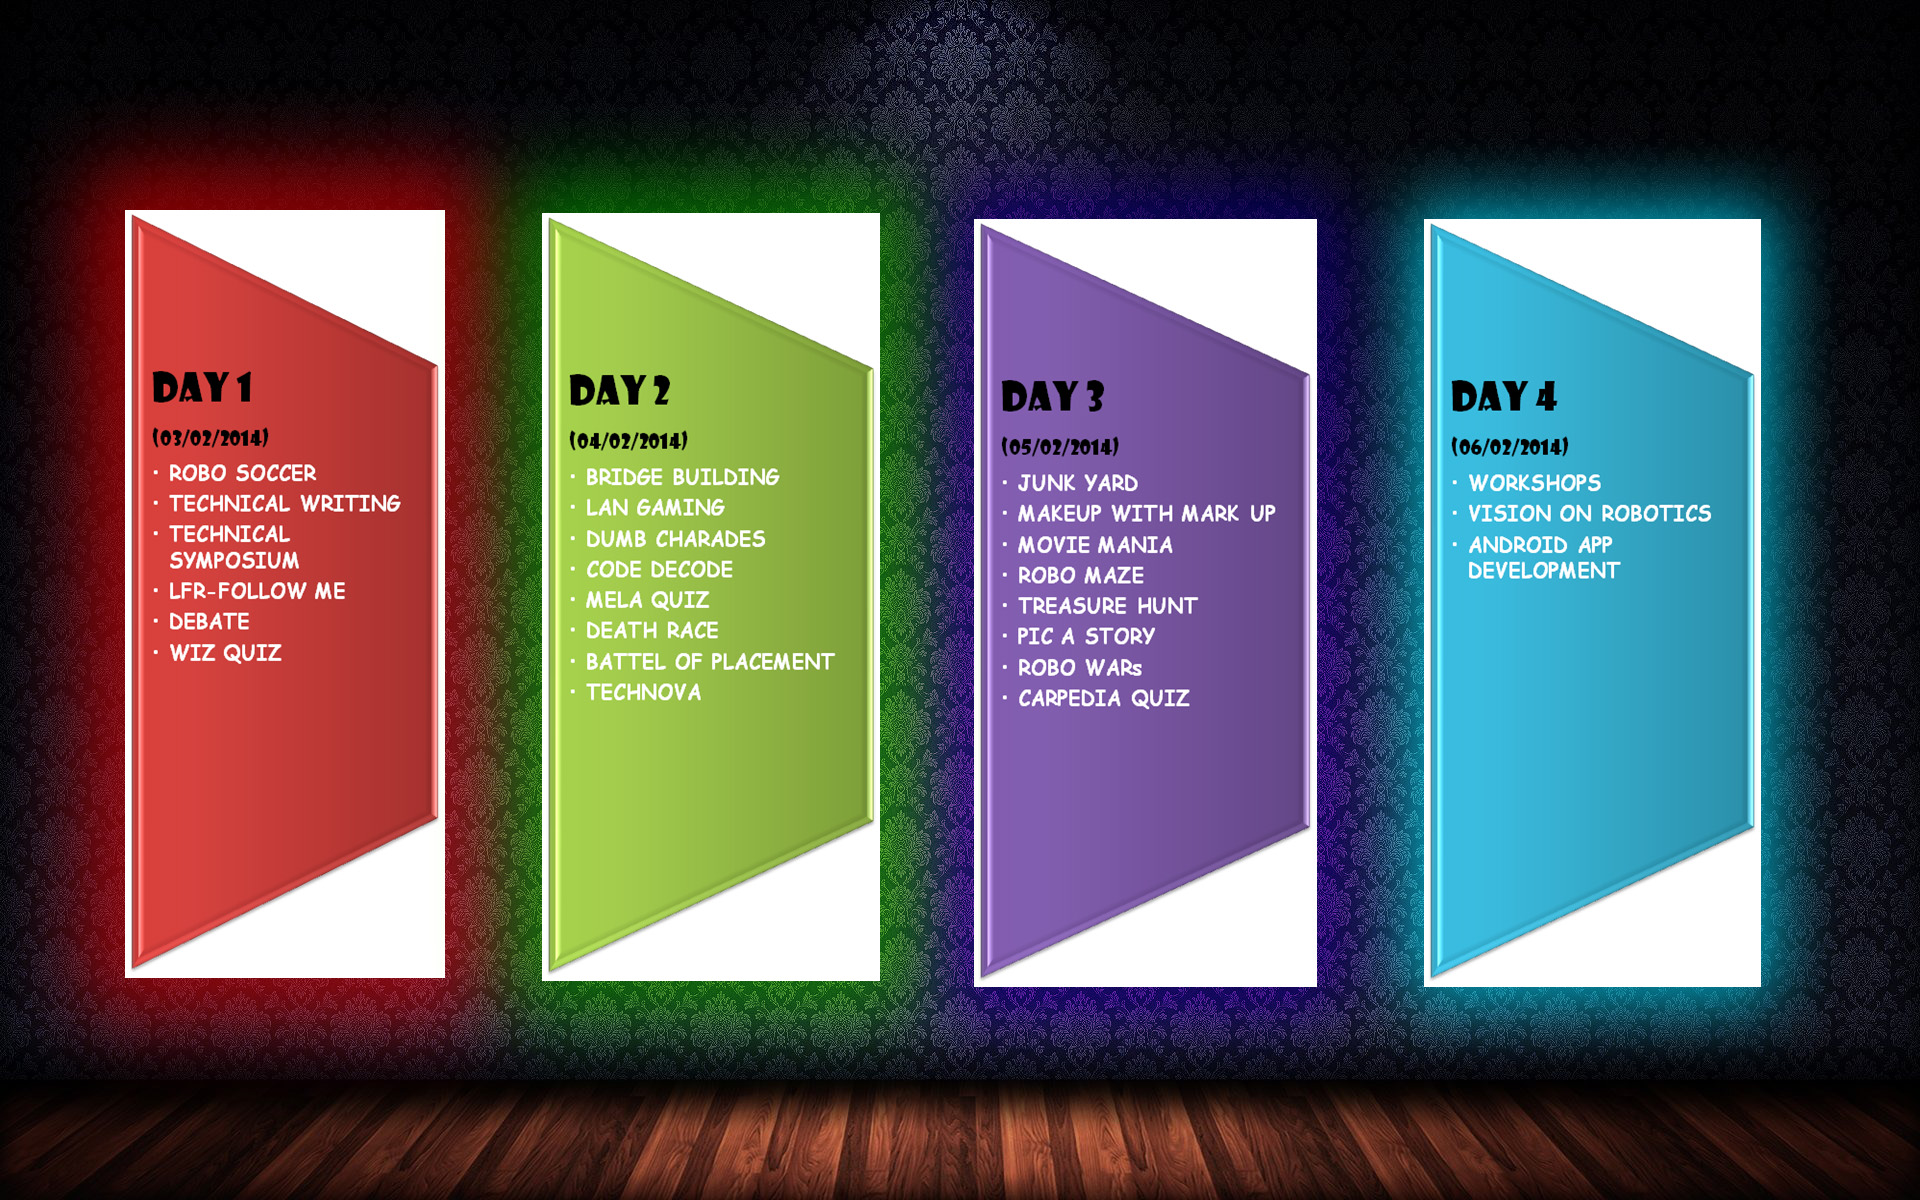 DAY 1
(03/02/2014)
• ROBO SOCCER
• TECHNICAL WRITING
• TECHNICAL
SYMPOSIUM
• LFR-FOLLOW ME
• DEBATE
• WIZ QUIZ
DAY 2
(04/02/2014)
• BRIDGE BUILDING
• LAN GAMING
• DUMB CHARADES
• CODE DECODE
• MELA QUIZ
• DEATH RACE
• BATTEL OF PLACEMENT
• TECHNOVA
DAY 3
(05/02/2014)
• JUNK YARD
• MAKEUP WITH MARK UP
• MOVIE MANIA
• ROBO MAZE
• TREASURE HUNT
• PIC A STORY
• ROBO WARs
• CARPEDIA QUIZ
DAY 4
(06/02/2014)
• WORKSHOPS
• VISION ON ROBOTICS
• ANDROID APP
DEVELOPMENT